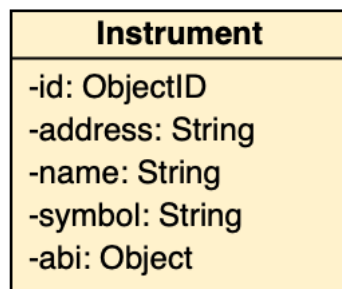 Instrument
-id: ObjectID
-address: String
-name: String
-symbol: String
-abi: Object